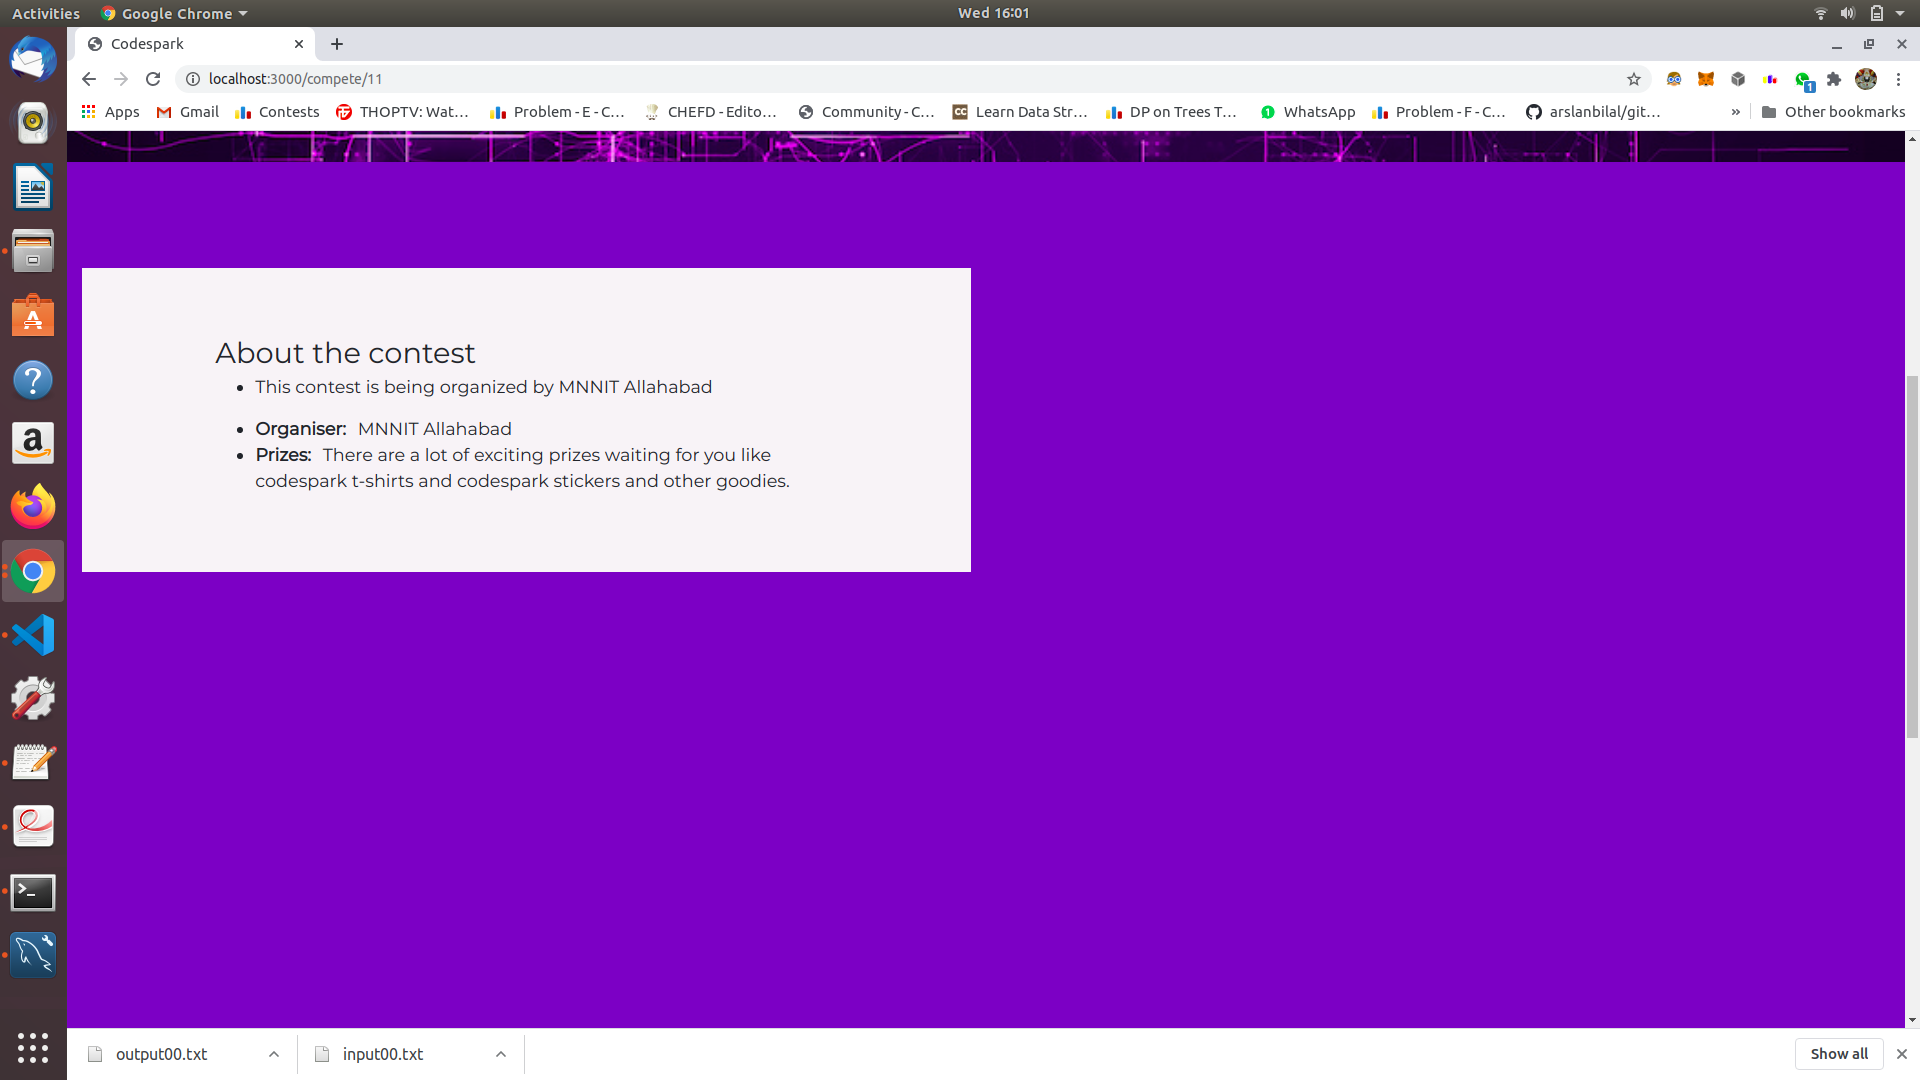 Activities Google Chrome Wed 16:01
Codespark
localhost:3000/compete/11
1
Apps Gmail Contests THOPTV: Wat... Problem - E - C... CHEFD - Edito... Community - C... CC Learn Data Str... DP on Trees T... 1 WhatsApp Problem - F - C... arslanbilal/git... » Other bookmarks
About the contest
This contest is being organized by MNNIT Allahabad
Organiser: MNNIT Allahabad
Prizes: There are a lot of exciting prizes waiting for you like
codespark t-shirts and codespark stickers and other goodies.
output00.txt input00.txt Show all